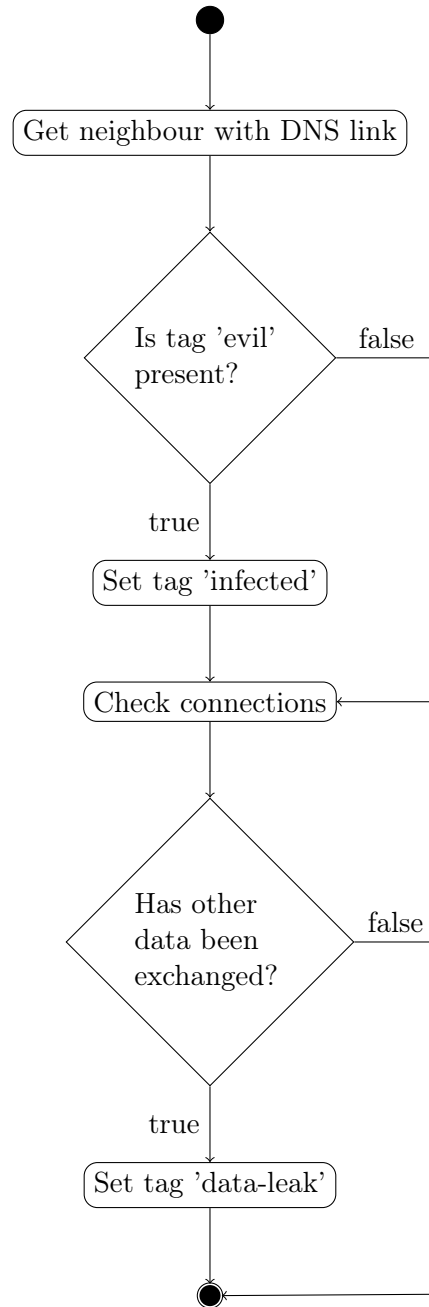 Get neighbour with DNS link
Is tag 'evil'
present?
false
true
Set tag 'infected'
Check connections
Has other
data been
exchanged?
false
true
Set tag 'data-leak'